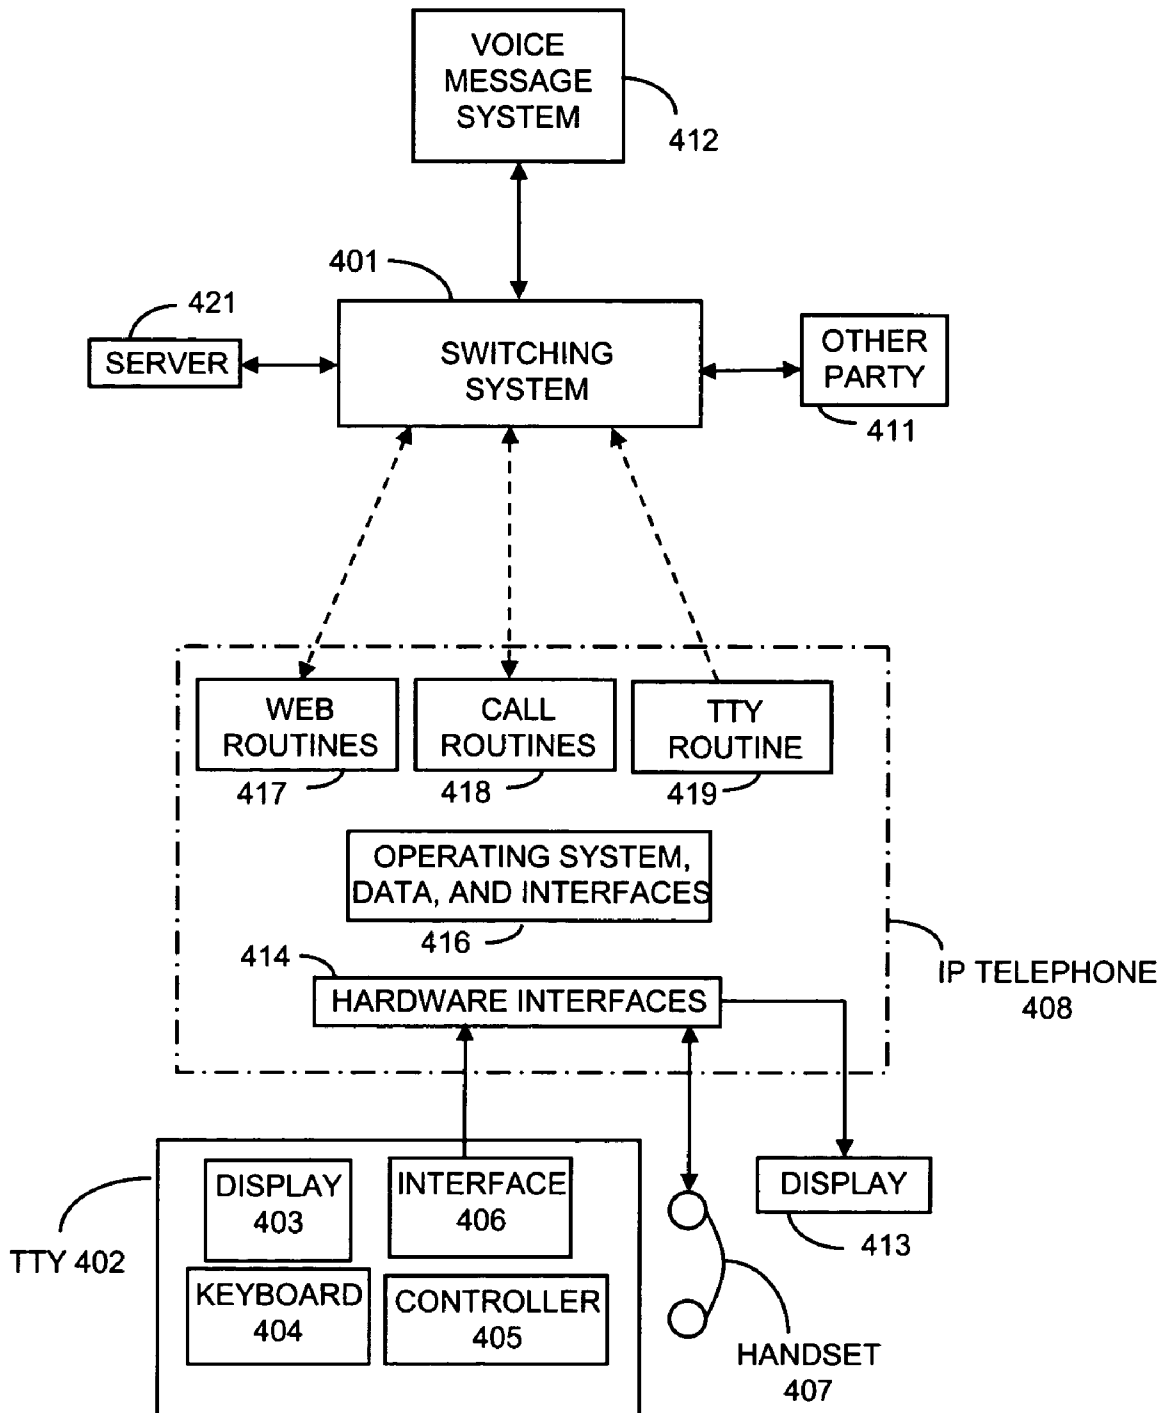 VOICE
MESSAGE
SYSTEM
412
401
421
SERVER
SWITCHING
SYSTEM
OTHER
PARTY
411
WEB
ROUTINES
417
CALL
ROUTINES
418
TTY
ROUTINE
419
OPERATING SYSTEM,
DATA, AND INTERFACES
416
414
HARDWARE INTERFACES
IP TELEPHONE
408
DISPLAY
403
INTERFACE
406
KEYBOARD
404
CONTROLLER
405
TTY 402
DISPLAY
413
HANDSET
407